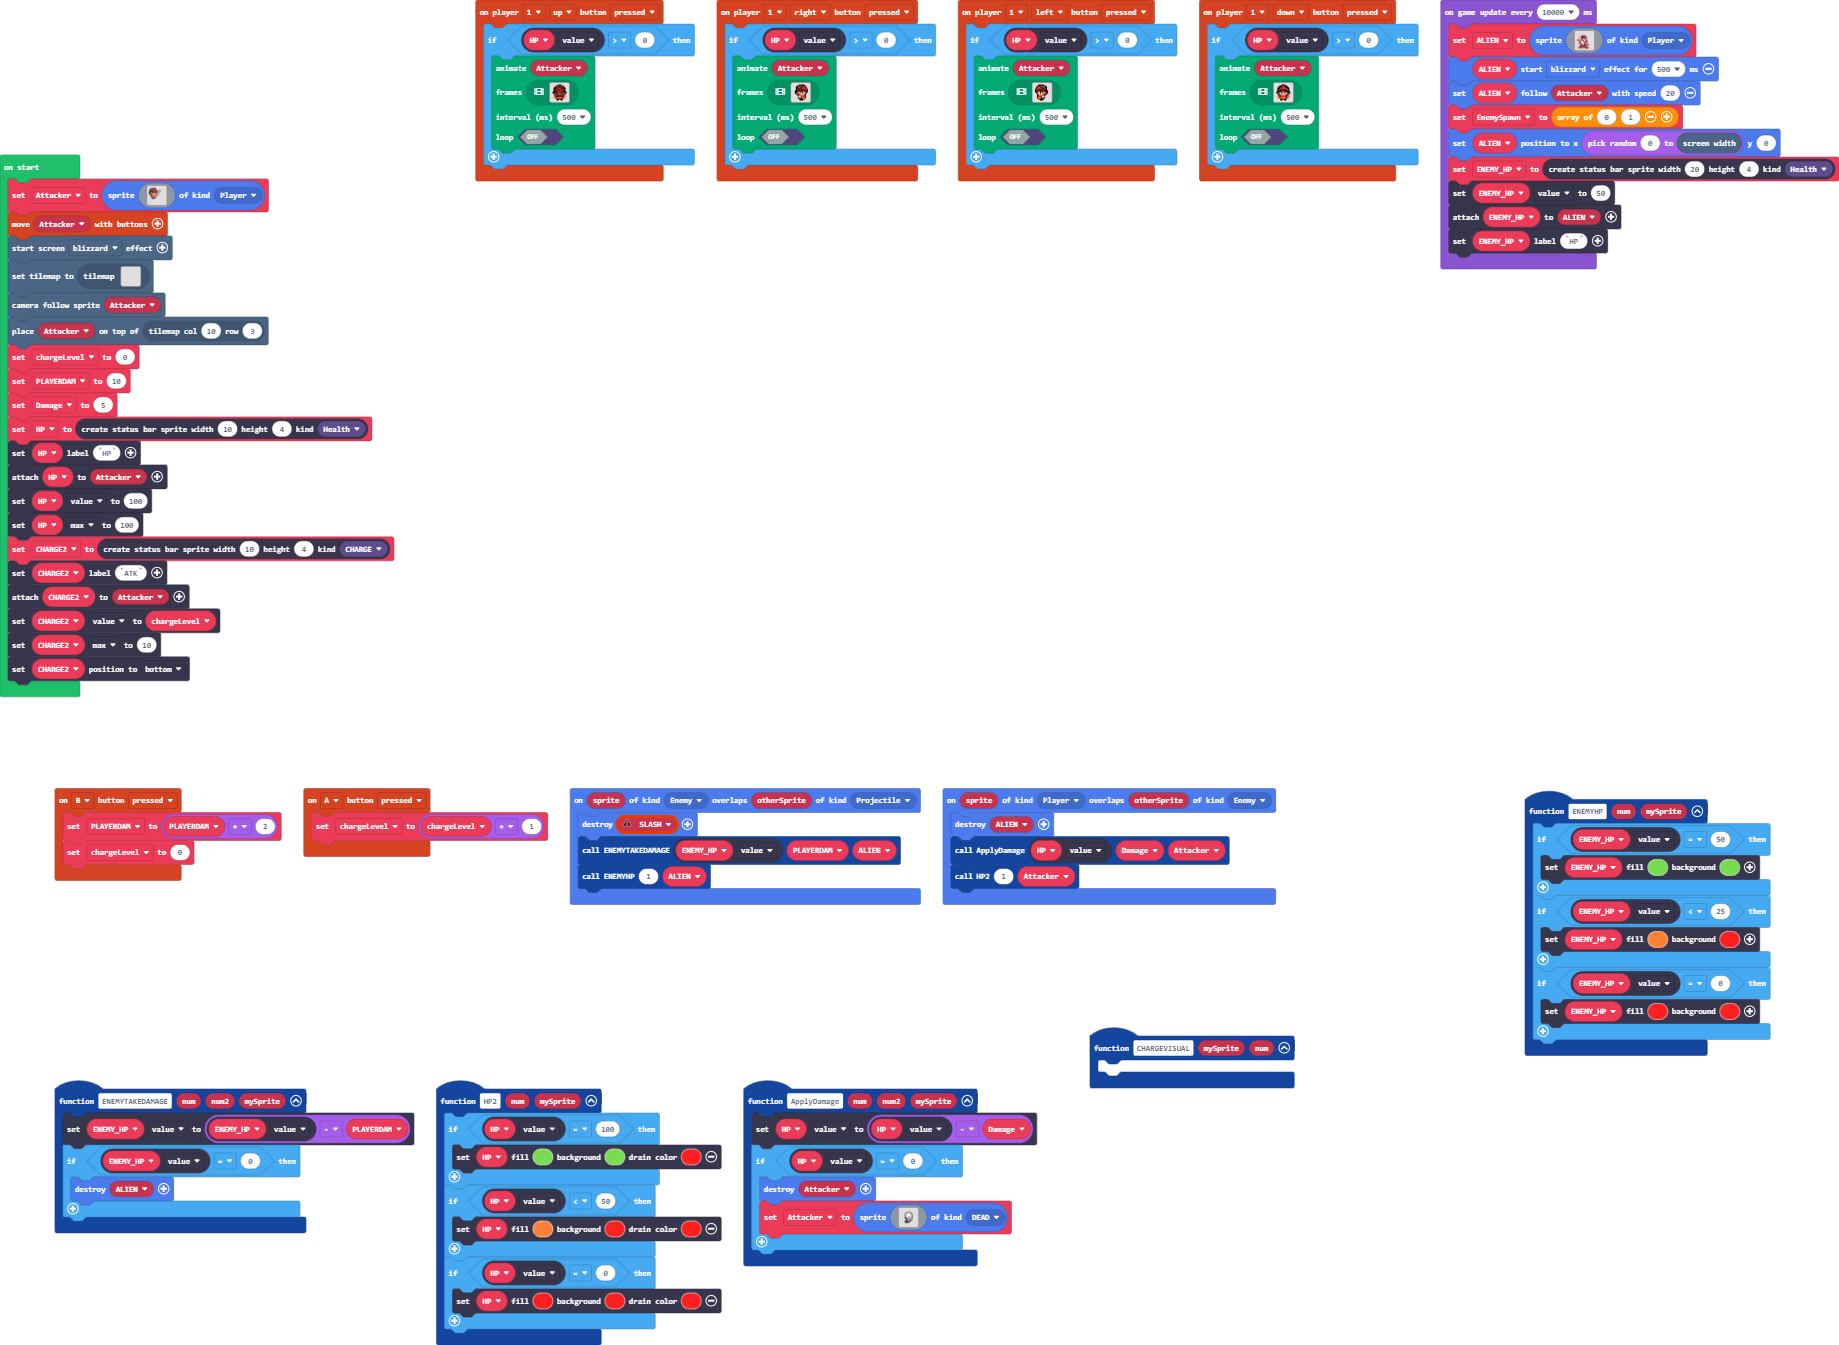 on start
set Attacker to sprite of kind Player
move Attacker with buttons
start screen blizzard effect
set tilemap to tilemap
camera follow sprite Attacker
place Attacker on top of tilemap col 10 row 3
set chargeLevel to 0
set PLAYERDAM to 10
set Damage to 5
set HP to create status bar sprite width 10 height 4 kind Health
set HP label "HP"
attach HP to Attacker
set HP value to 100
set HP max to 100
set CHARGE2 to create status bar sprite width 10 height 4 kind CHARGE
set CHARGE2 label "ATK"
attach CHARGE2 to Attacker
set CHARGE2 value to chargeLevel
set CHARGE2 max to 10
set CHARGE2 position to bottom
on player 1 up button pressed
if HP value > 0 then
animate Attacker
frames
interval (ms) 500
loop OFF
on player 1 right button pressed
if HP value > 0 then
animate Attacker
frames
interval (ms) 500
loop OFF
on player 1 left button pressed
if HP value > 0 then
animate Attacker
frames
interval (ms) 500
loop OFF
on player 1 down button pressed
if HP value > 0 then
animate Attacker
frames
interval (ms) 500
loop OFF
on game update every 10000 ms
set ALIEN to sprite of kind Player
ALIEN start blizzard effect for 500 ms
set ALIEN follow Attacker with speed 20
set EnemySpawn to array of 0 1
set ALIEN position to x pick random 0 to screen width y 0
set ENEMY_HP to create status bar sprite width 20 height 4 kind Health
set ENEMY_HP value to 50
attach ENEMY_HP to ALIEN
set ENEMY_HP label "HP"
on B button pressed
set PLAYERDAM to PLAYERDAM + 2
set chargeLevel to 0
on A button pressed
set chargeLevel to chargeLevel + 1
on sprite of kind Enemy overlaps otherSprite of kind Projectile
destroy SLASH
call ENEMYTAKEDAMAGE ENEMY_HP value PLAYERDAM ALIEN
call ENEMYHP 1 ALIEN
on sprite of kind Player overlaps otherSprite of kind Enemy
destroy ALIEN
call ApplyDamage HP value Damage Attacker
call HP2 1 Attacker
function ENEMYHP num mySprite
if ENEMY_HP value = 50 then
set ENEMY_HP fill background
if ENEMY_HP value < 25 then
set ENEMY_HP fill background
if ENEMY_HP value = 0 then
set ENEMY_HP fill background
function CHARGEVISUAL mySprite num
function ENEMYTAKEDAMAGE num num2 mySprite
set ENEMY_HP value to ENEMY_HP value - PLAYERDAM
if ENEMY_HP value = 0 then
destroy ALIEN
function HP2 num mySprite
if HP value = 100 then
set HP fill background drain color
if HP value < 50 then
set HP fill background drain color
if HP value = 0 then
set HP fill background drain color
function ApplyDamage num num2 mySprite
set HP value to HP value - Damage
if HP value = 0 then
destroy Attacker
set Attacker to sprite of kind DEAD